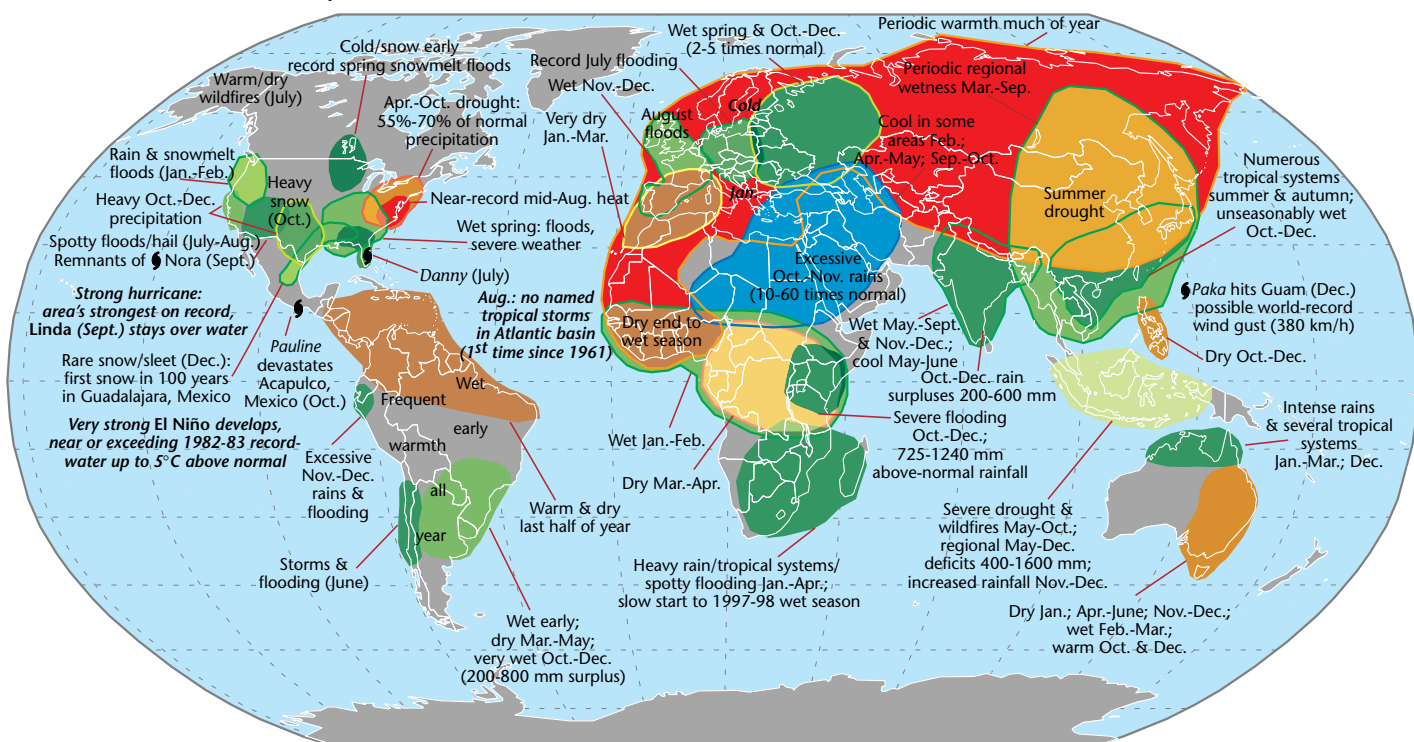 Cold/snow early
record spring snowmelt floods
Warm/dry
wildfires (July)
Apr.-Oct. drought:
55%-70% of normal
precipitation
Rain & snowmelt
floods (Jan.-Feb.)
Heavy
snow
(Oct.)
Heavy Oct.-Dec.
precipitation
Near-record mid-Aug. heat
Spotty floods/hail (July-Aug.)
Remnants of Nora (Sept.)
Wet spring: floods,
severe weather
Danny (July)
Strong hurricane:
area's strongest on record,
Linda (Sept.) stays over water
Rare snow/sleet (Dec.):
first snow in 100 years
in Guadalajara, Mexico
Pauline
devastates
Acapulco,
Mexico (Oct.)
Very strong El Niño develops,
near or exceeding 1982-83 record-
water up to 5°C above normal
Aug.: no named
tropical storms
in Atlantic basin
(1st time since 1961)
Wet
Frequent
early
warmth
all
year
Excessive
Nov.-Dec.
rains &
flooding
Storms &
flooding (June)
Warm & dry
last half of year
Wet early;
dry Mar.-May;
very wet Oct.-Dec.
(200-800 mm surplus)
Wet spring & Oct.-Dec.
(2-5 times normal)
Record July flooding
Wet Nov.-Dec.
Very dry
Jan.-Mar.
August
floods
Cold
Jan.
Periodic warmth much of year
Periodic regional
wetness Mar.-Sep.
Cool in some
areas Feb.;
Apr.-May; Sep.-Oct.
Summer
drought
Numerous
tropical systems
summer & autumn;
unseasonably wet
Oct.-Dec.
Excessive
Oct.-Nov. rains
(10-60 times normal)
Dry end to
wet season
Wet May.-Sept.
& Nov.-Dec.;
cool May-June
Oct.-Dec. rain
surpluses 200-600 mm
Paka hits Guam (Dec.)
possible world-record
wind gust (380 km/h)
Dry Oct.-Dec.
Wet Jan.-Feb.
Dry Mar.-Apr.
Severe flooding
Oct.-Dec.;
725-1240 mm
above-normal rainfall
Heavy rain/tropical systems/
spotty flooding Jan.-Apr.;
slow start to 1997-98 wet season
Severe drought &
wildfires May-Oct.;
regional May-Dec.
deficits 400-1600 mm;
increased rainfall Nov.-Dec.
Intense rains
& several tropical
systems
Jan.-Mar.; Dec.
Dry Jan.; Apr.-June; Nov.-Dec.;
wet Feb.-Mar.;
warm Oct. & Dec.